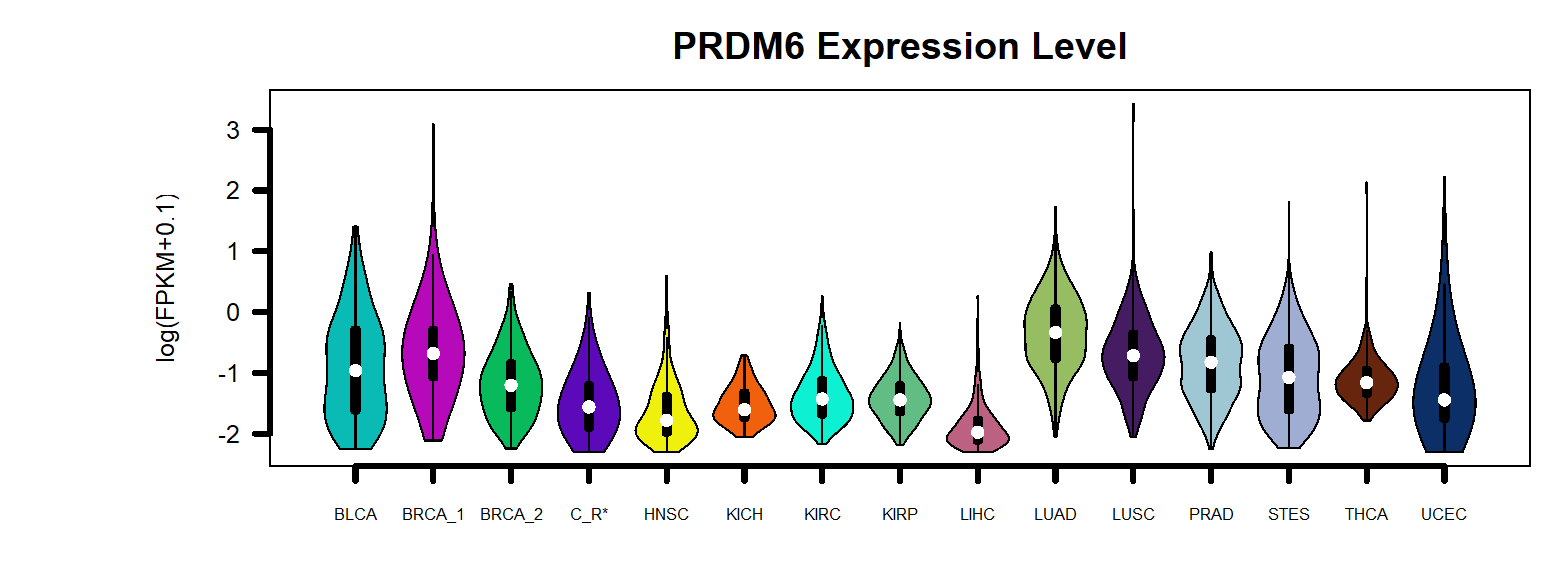 PRDM6 Expression Level
log(FPKM+0.1)
3
2
1
0
-1
-2
BLCA BRCA_1 BRCA_2 C_R* HNSC KICH KIRC KIRP LIHC LUAD LUSC PRAD STES THCA UCEC